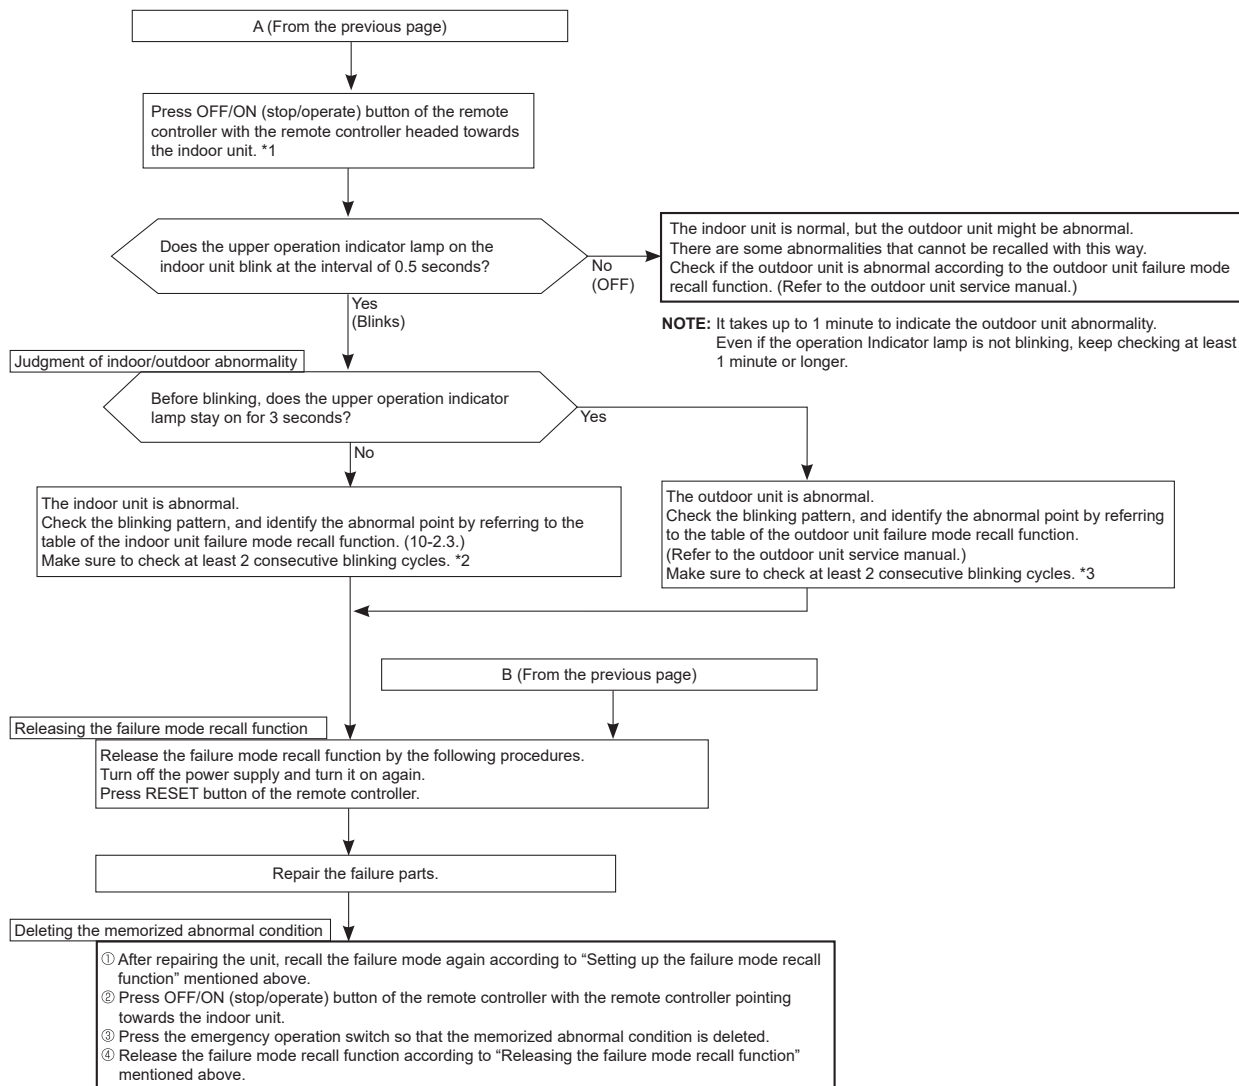 A (From the previous page)
Press OFF/ON (stop/operate) button of the remote
controller with the remote controller headed towards
the indoor unit. *1
Does the upper operation indicator lamp on the
indoor unit blink at the interval of 0.5 seconds?
No
(OFF)
The indoor unit is normal, but the outdoor unit might be abnormal.
There are some abnormalities that cannot be recalled with this way.
Check if the outdoor unit is abnormal according to the outdoor unit failure mode
recall function. (Refer to the outdoor unit service manual.)
NOTE: It takes up to 1 minute to indicate the outdoor unit abnormality.
Even if the operation Indicator lamp is not blinking, keep checking at least
1 minute or longer.
Yes
(Blinks)
Judgment of indoor/outdoor abnormality
Before blinking, does the upper operation indicator
lamp stay on for 3 seconds?
Yes
No
The indoor unit is abnormal.
Check the blinking pattern, and identify the abnormal point by referring to the
table of the indoor unit failure mode recall function. (10-2.3.)
Make sure to check at least 2 consecutive blinking cycles. *2
The outdoor unit is abnormal.
Check the blinking pattern, and identify the abnormal point by referring
to the table of the outdoor unit failure mode recall function.
(Refer to the outdoor unit service manual.)
Make sure to check at least 2 consecutive blinking cycles. *3
B (From the previous page)
Releasing the failure mode recall function
Release the failure mode recall function by the following procedures.
Turn off the power supply and turn it on again.
Press RESET button of the remote controller.
Repair the failure parts.
Deleting the memorized abnormal condition
① After repairing the unit, recall the failure mode again according to “Setting up the failure mode recall
function” mentioned above.
② Press OFF/ON (stop/operate) button of the remote controller with the remote controller pointing
towards the indoor unit.
③ Press the emergency operation switch so that the memorized abnormal condition is deleted.
④ Release the failure mode recall function according to “Releasing the failure mode recall function”
mentioned above.